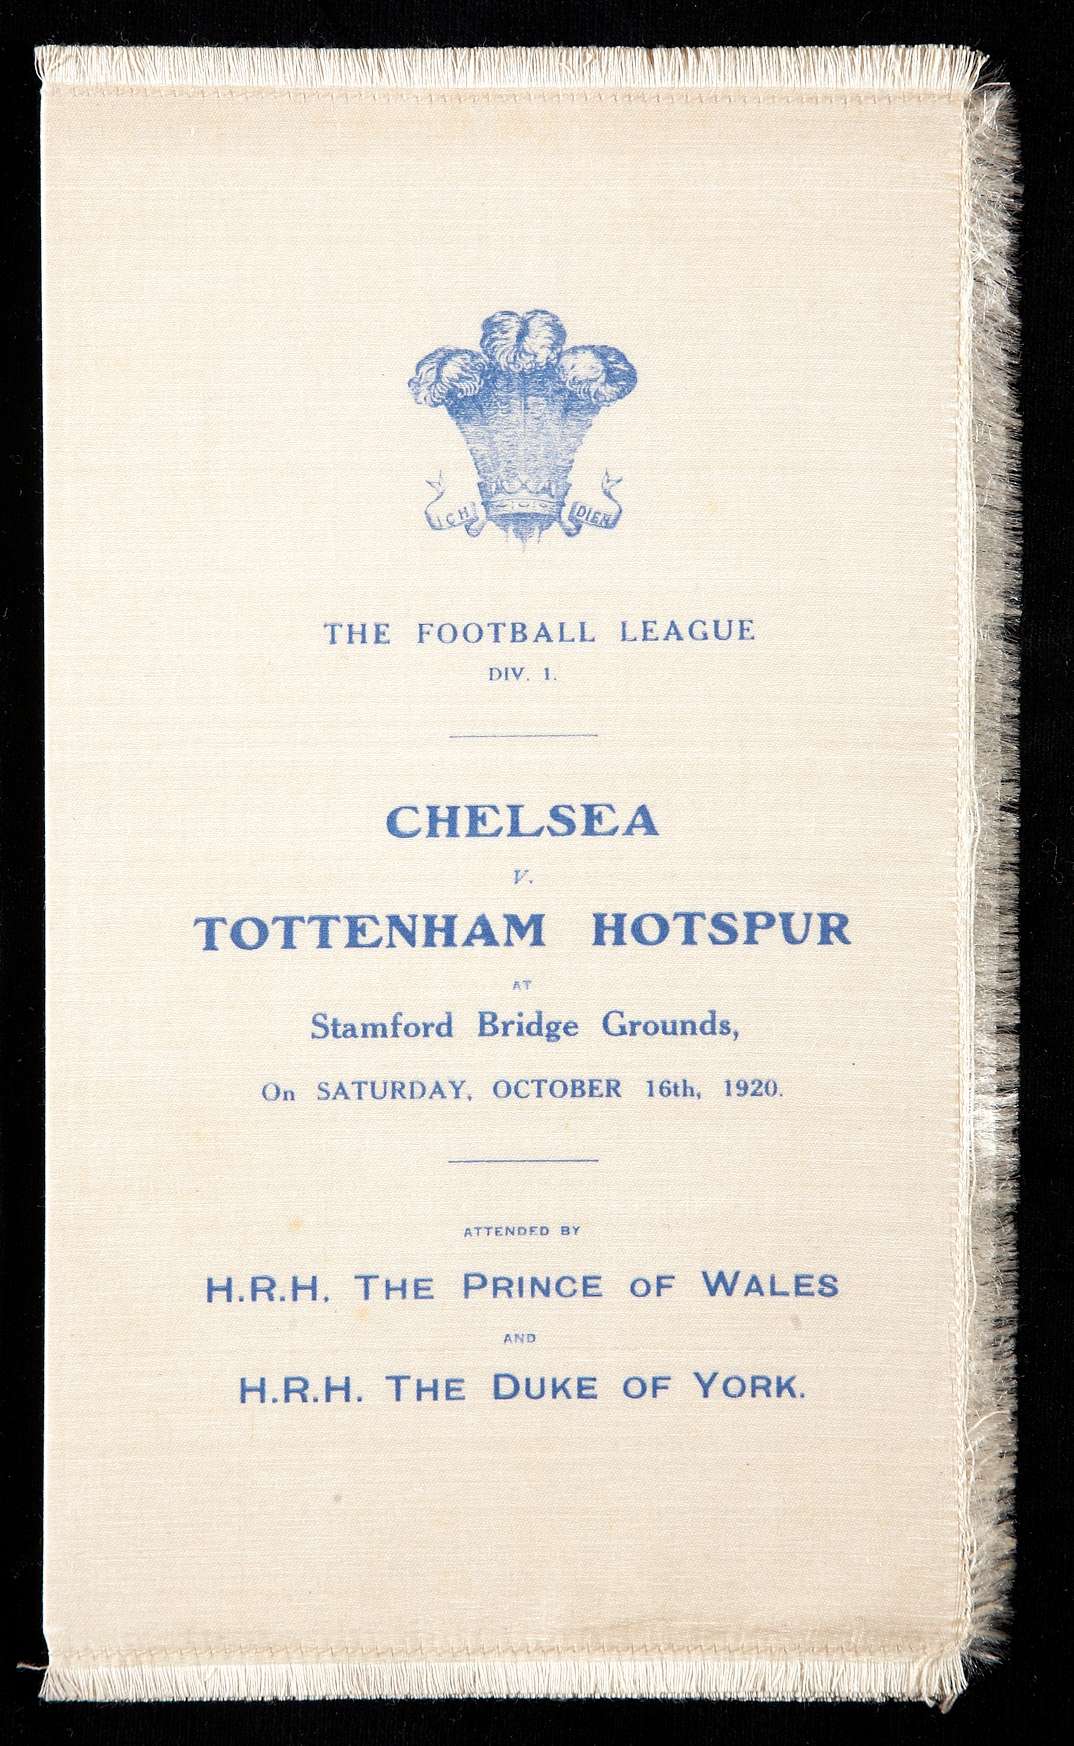 ICH DIEN
THE FOOTBALL LEAGUE
DIV. 1.
CHELSEA
V.
TOTTENHAM HOTSPUR
AT
Stamford Bridge Grounds,
On SATURDAY, OCTOBER 16th, 1920.
ATTENDED BY
H.R.H. THE PRINCE OF WALES
AND
H.R.H. THE DUKE OF YORK.